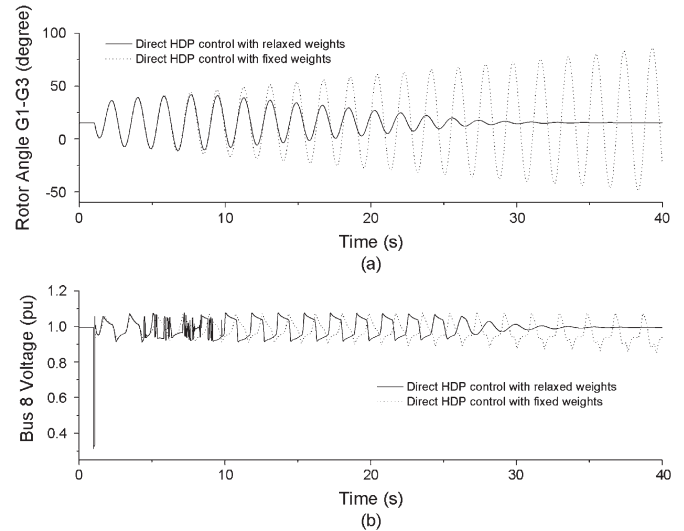 Rotor Angle G1-G3 (degree)
100
50
0
-50
Direct HDP control with relaxed weights
Direct HDP control with fixed weights
0 10 20 30 40
Time (s)
(a)
Bus 8 Voltage (pu)
1.2
1.0
0.8
0.6
0.4
Direct HDP control with relaxed weights
Direct HDP control with fixed weights
0 10 20 30 40
Time (s)
(b)